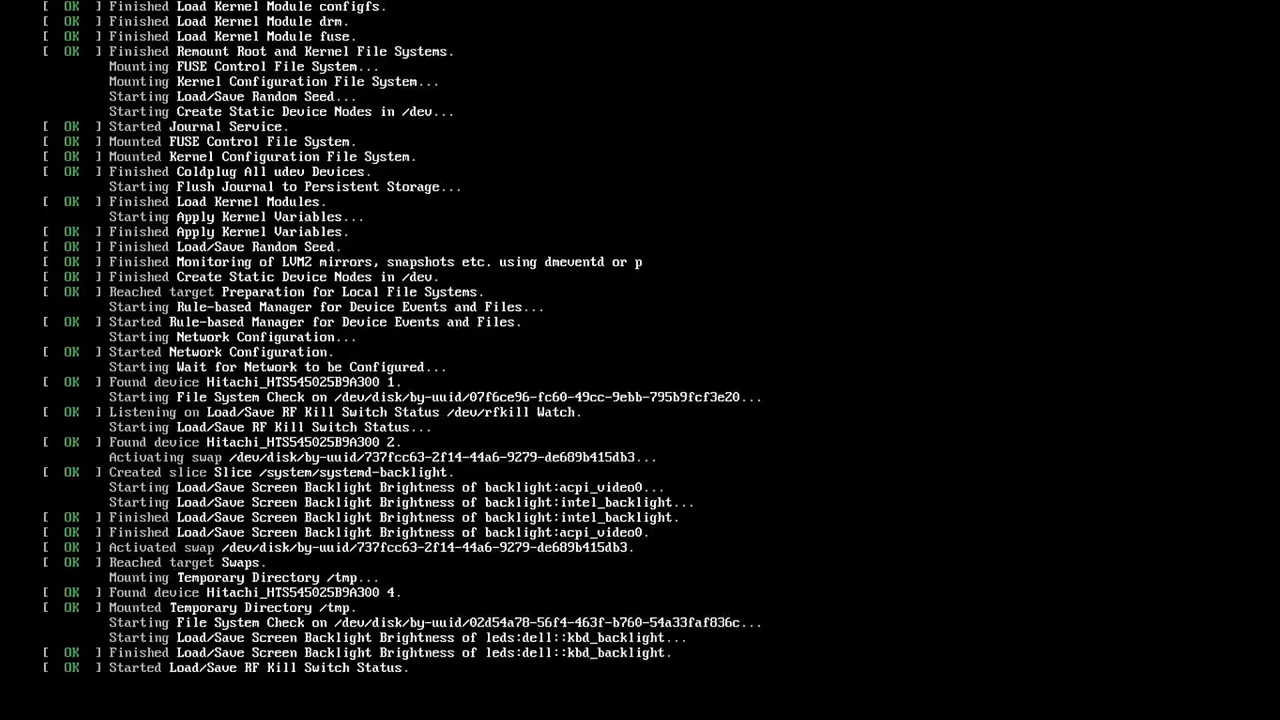 [  OK  ] Finished Load Kernel Module configfs.
[  OK  ] Finished Load Kernel Module drm.
[  OK  ] Finished Load Kernel Module fuse.
[  OK  ] Finished Remount Root and Kernel File Systems.
Mounting FUSE Control File System...
Mounting Kernel Configuration File System...
Starting Load/Save Random Seed...
Starting Create Static Device Nodes in /dev...
[  OK  ] Started Journal Service.
[  OK  ] Mounted FUSE Control File System.
[  OK  ] Mounted Kernel Configuration File System.
[  OK  ] Finished Coldplug All udev Devices.
Starting Flush Journal to Persistent Storage...
[  OK  ] Finished Load Kernel Modules.
Starting Apply Kernel Variables...
[  OK  ] Finished Apply Kernel Variables.
[  OK  ] Finished Load/Save Random Seed.
[  OK  ] Finished Monitoring of LVM2 mirrors, snapshots etc. using dmeventd or p
[  OK  ] Finished Create Static Device Nodes in /dev.
[  OK  ] Reached target Preparation for Local File Systems.
Starting Rule-based Manager for Device Events and Files...
[  OK  ] Started Rule-based Manager for Device Events and Files.
Starting Network Configuration...
[  OK  ] Started Network Configuration.
Starting Wait for Network to be Configured...
[  OK  ] Found device Hitachi_HTS545025B9A300 1.
Starting File System Check on /dev/disk/by-uuid/07f6ce96-fc60-49cc-9ebb-795b9fcf3e20...
[  OK  ] Listening on Load/Save RF Kill Switch Status /dev/rfkill Watch.
Starting Load/Save RF Kill Switch Status...
[  OK  ] Found device Hitachi_HTS545025B9A300 2.
Activating swap /dev/disk/by-uuid/737fcc63-2f14-44a6-9279-de689b415db3...
[  OK  ] Created slice Slice /system/systemd-backlight.
Starting Load/Save Screen Backlight Brightness of backlight:acpi_video0...
Starting Load/Save Screen Backlight Brightness of backlight:intel_backlight...
[  OK  ] Finished Load/Save Screen Backlight Brightness of backlight:intel_backlight.
[  OK  ] Finished Load/Save Screen Backlight Brightness of backlight:acpi_video0.
[  OK  ] Activated swap /dev/disk/by-uuid/737fcc63-2f14-44a6-9279-de689b415db3.
[  OK  ] Reached target Swaps.
Mounting Temporary Directory /tmp...
[  OK  ] Found device Hitachi_HTS545025B9A300 4.
[  OK  ] Mounted Temporary Directory /tmp.
Starting File System Check on /dev/disk/by-uuid/02d54a78-56f4-463f-b760-54a33faf836c...
Starting Load/Save Screen Backlight Brightness of leds:dell::kbd_backlight...
[  OK  ] Finished Load/Save Screen Backlight Brightness of leds:dell::kbd_backlight.
[  OK  ] Started Load/Save RF Kill Switch Status.